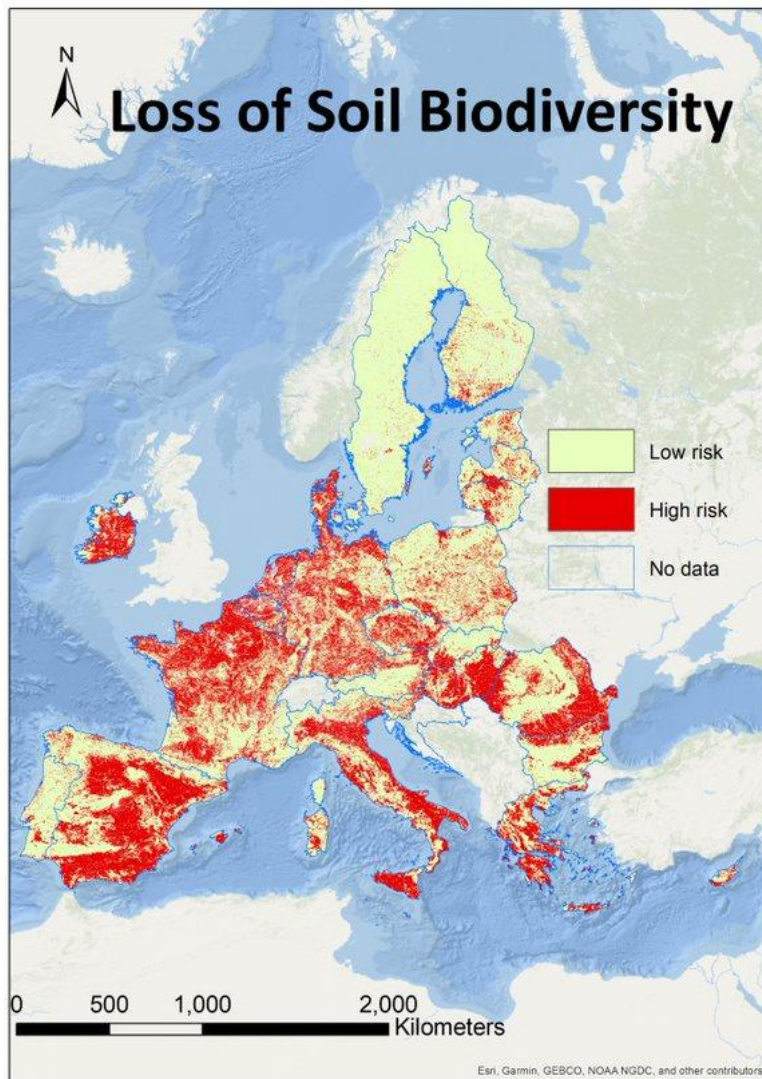 N
Loss of Soil Biodiversity
Low risk
High risk
No data
0 500 1,000 2,000
Kilometers
Esri, Garmin, GEBCO, NOAA NGDC, and other contributors